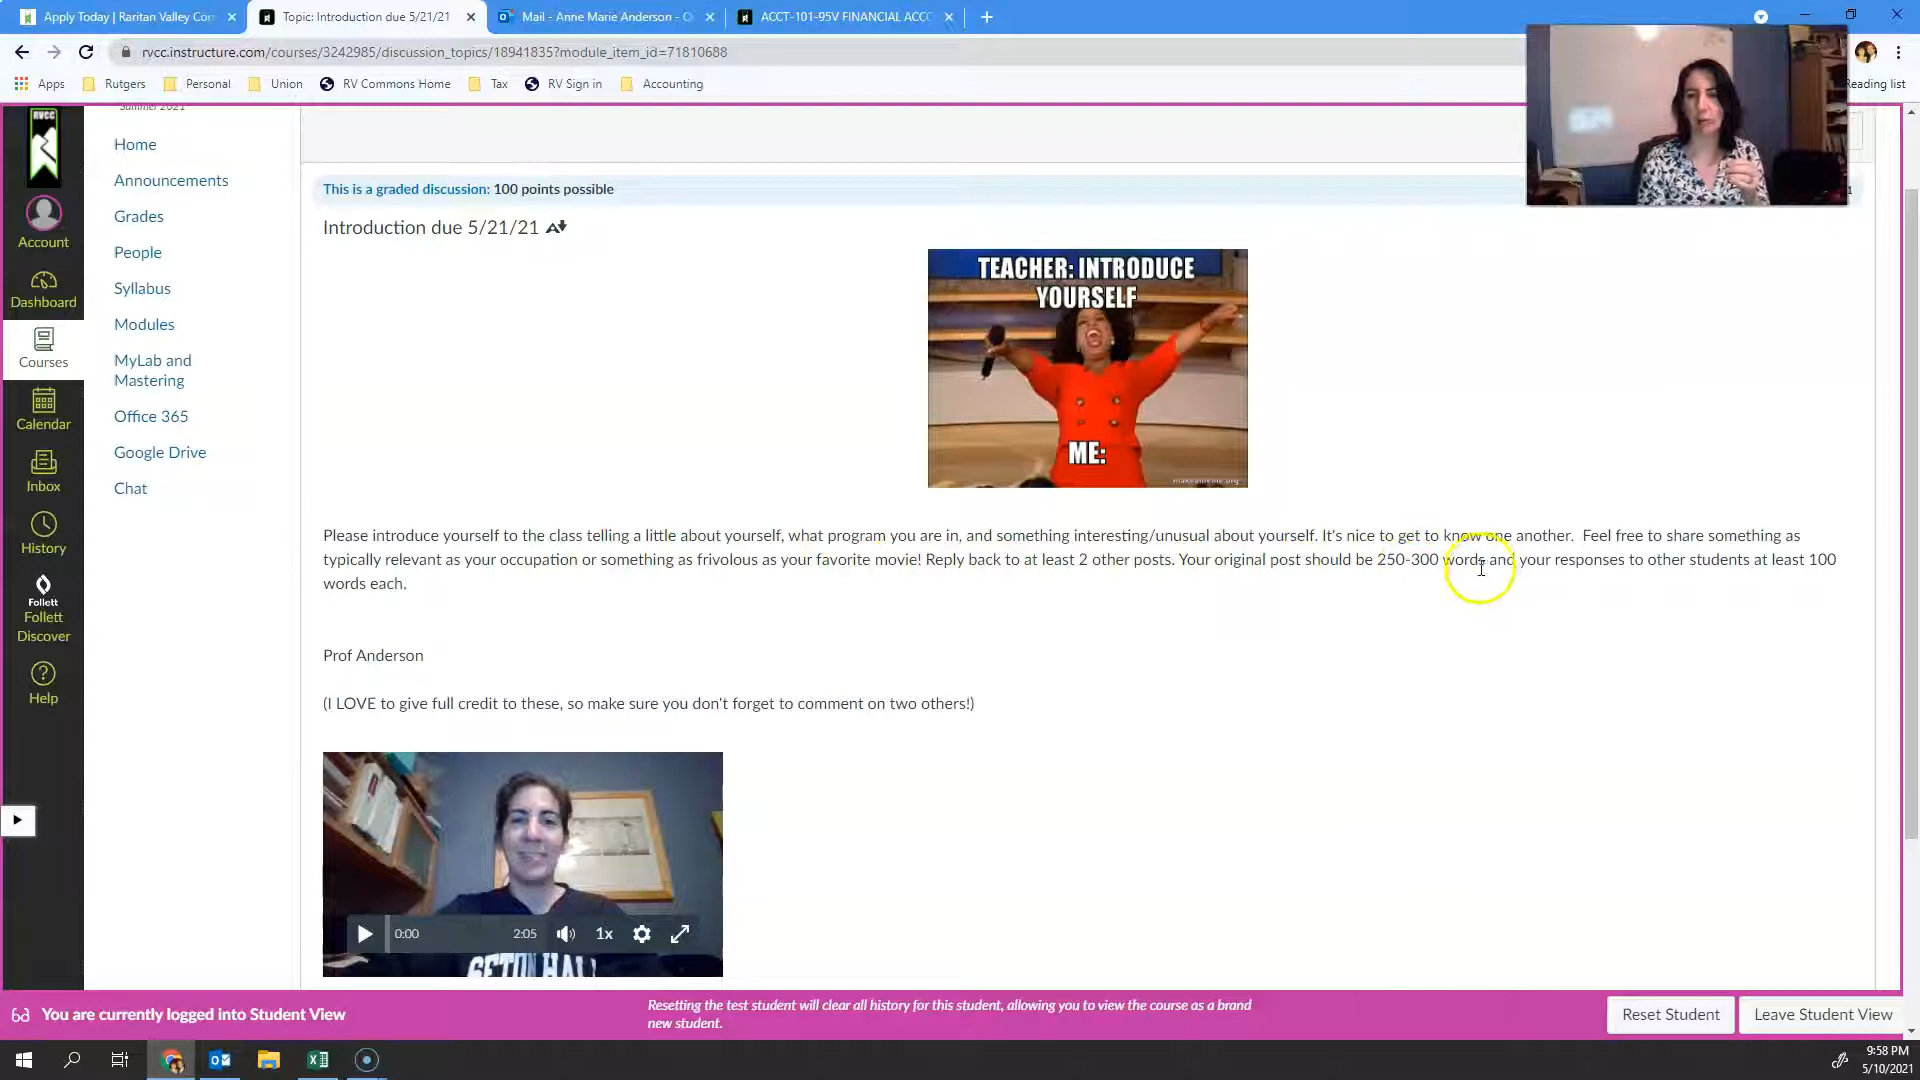 Apply Today | Raritan Valley Com
Topic: Introduction due 5/21/21
Mail - Anne Marie Anderson - O
ACCT-101-95V FINANCIAL ACCO
rvcc.instructure.com/courses/3242985/discussion_topics/18941835?module_item_id=71810688
Apps
Rutgers
Personal
Union
RV Commons Home
Tax
RV Sign in
Accounting
Reading list
RVCC
Account
Dashboard
Courses
Calendar
Inbox
History
Follett
Follett
Discover
Help
Summer 2021
Home
Announcements
Grades
People
Syllabus
Modules
MyLab and
Mastering
Office 365
Google Drive
Chat
This is a graded discussion: 100 points possible
Introduction due 5/21/21
TEACHER: INTRODUCE
YOURSELF
ME:
Please introduce yourself to the class telling a little about yourself, what program you are in, and something interesting/unusual about yourself. It's nice to get to know one another. Feel free to share something as
typically relevant as your occupation or something as frivolous as your favorite movie! Reply back to at least 2 other posts. Your original post should be 250-300 words and your responses to other students at least 100
words each.
Prof Anderson
(I LOVE to give full credit to these, so make sure you don't forget to comment on two others!)
0:00
2:05
1x
SETON HALL
You are currently logged into Student View
Resetting the test student will clear all history for this student, allowing you to view the course as a brand
new student.
Reset Student
Leave Student View
9:58 PM
5/10/2021